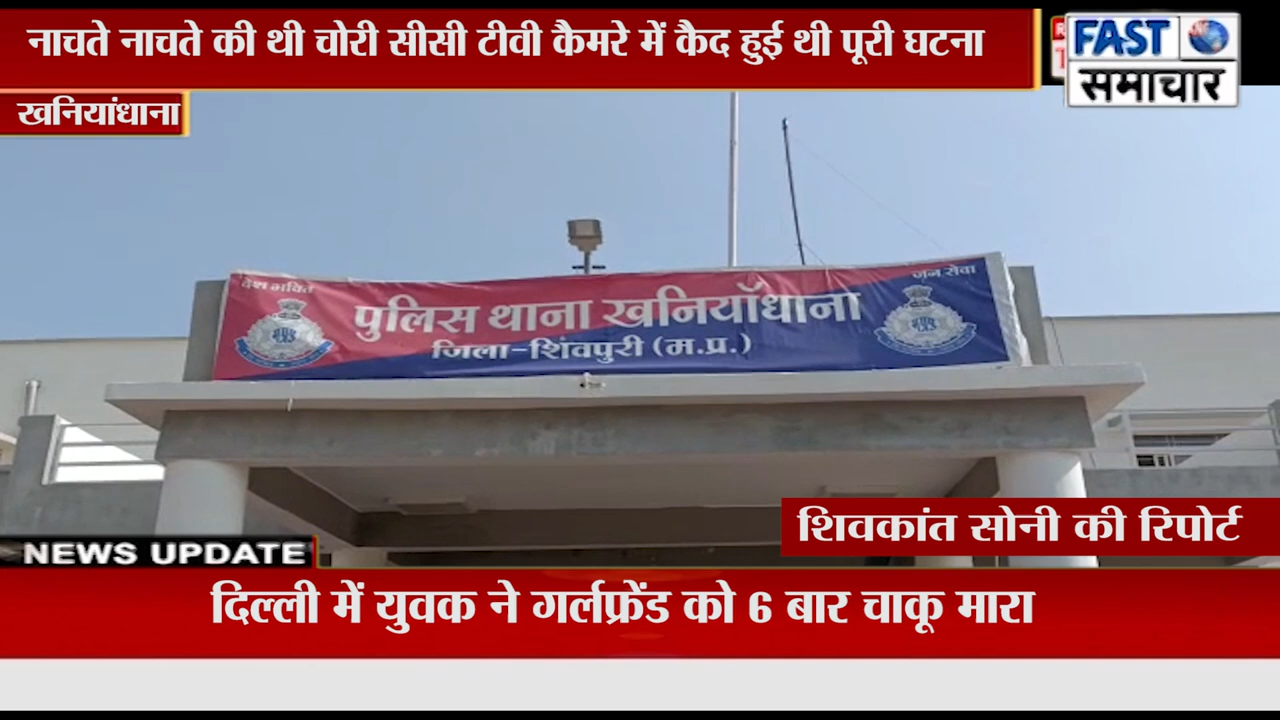 नाचते नाचते की थी चोरी सीसी टीवी कैमरे में कैद हुई थी पूरी घटना
FAST
समाचार
खनियांधाना
देश भक्ति
जन सेवा
पुलिस थाना खनियाँधाना
जिला-शिवपुरी (म.प्र.)
शिवकांत सोनी की रिपोर्ट
NEWS UPDATE
दिल्ली में युवक ने गर्लफ्रेंड को 6 बार चाकू मारा